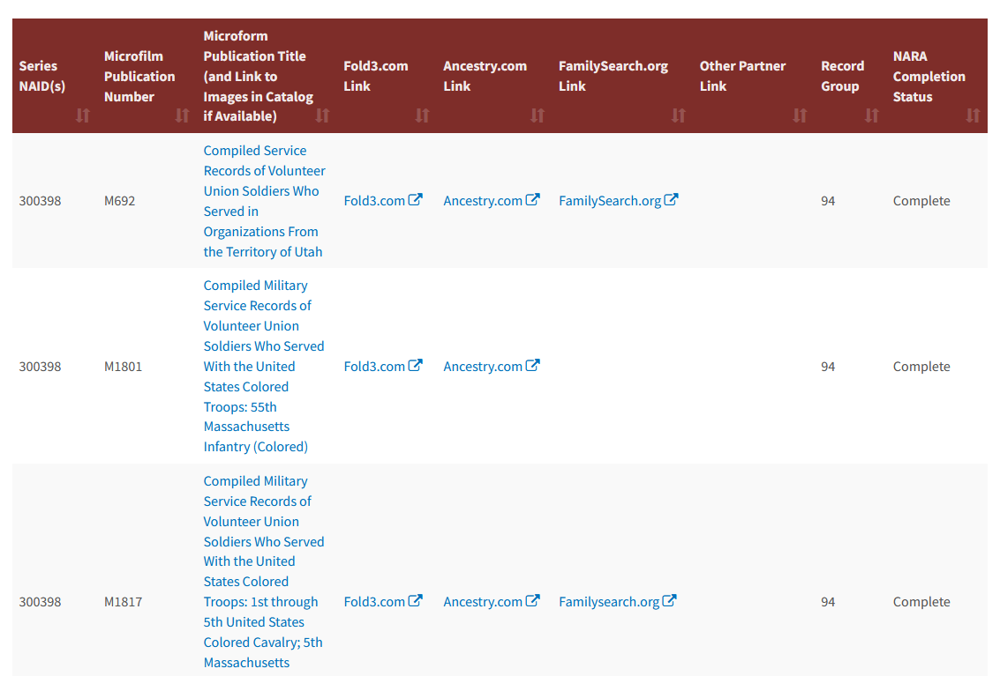 Series NAID(s)
Microfilm Publication Number
Microform Publication Title (and Link to Images in Catalog if Available)
Fold3.com Link
Ancestry.com Link
FamilySearch.org Link
Other Partner Link
Record Group
NARA Completion Status
300398
M692
Compiled Service
Records of Volunteer
Union Soldiers Who
Served in
Organizations From
the Territory of Utah
Fold3.com
Ancestry.com
FamilySearch.org
94
Complete
300398
M1801
Compiled Military
Service Records of
Volunteer Union
Soldiers Who Served
With the United
States Colored
Troops: 55th
Massachusetts
Infantry (Colored)
Fold3.com
Ancestry.com
94
Complete
300398
M1817
Compiled Military
Service Records of
Volunteer Union
Soldiers Who Served
With the United
States Colored
Troops: 1st through
5th United States
Colored Cavalry; 5th
Massachusetts
Fold3.com
Ancestry.com
Familysearch.org
94
Complete